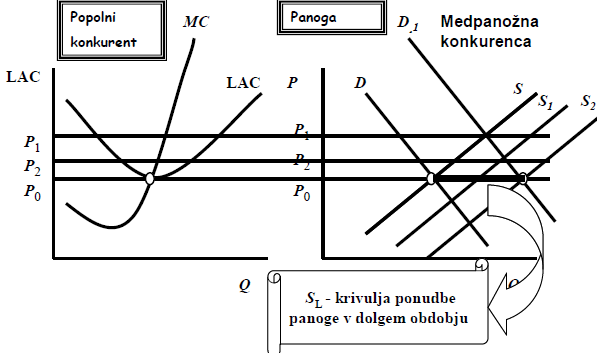 Popolni
konkurent
MC
Panoga
D,1
Medpanožna
konkurenca
LAC
LAC
P
D
S
S1
S2
P1
P1
P2
P2
P0
P0
Q
Q
SL - krivulja ponudbe
panoge v dolgem obdobju